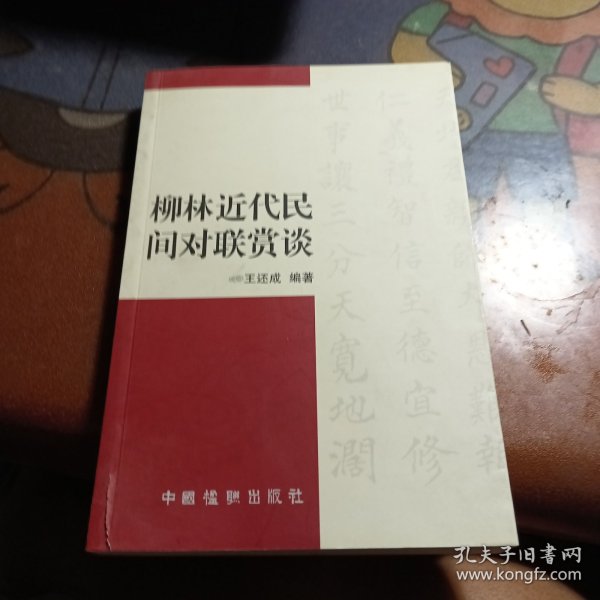 柳林近代民
间对联赏谈
王还成 编著
中國楹聯出版社
世事讓三分天寬地濶
仁義禮智信至德宜修
孔夫子旧书网
www.kongfz.com